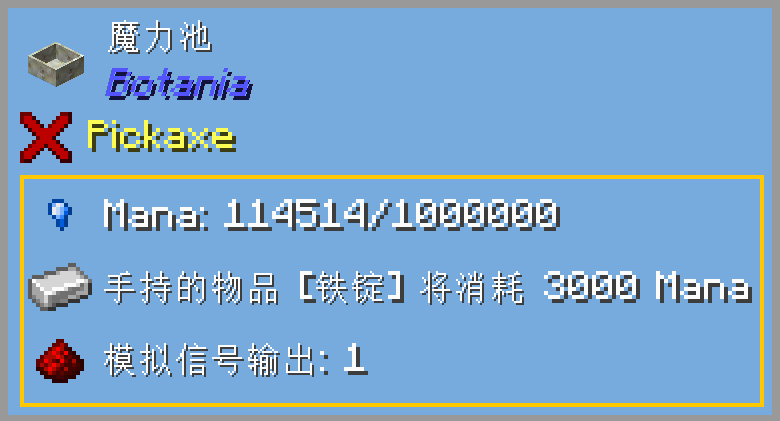 魔力池
Botania
Pickaxe
Mana: 114514/1000000
手持的物品 [铁锭] 将消耗 3000 Mana
模拟信号输出: 1